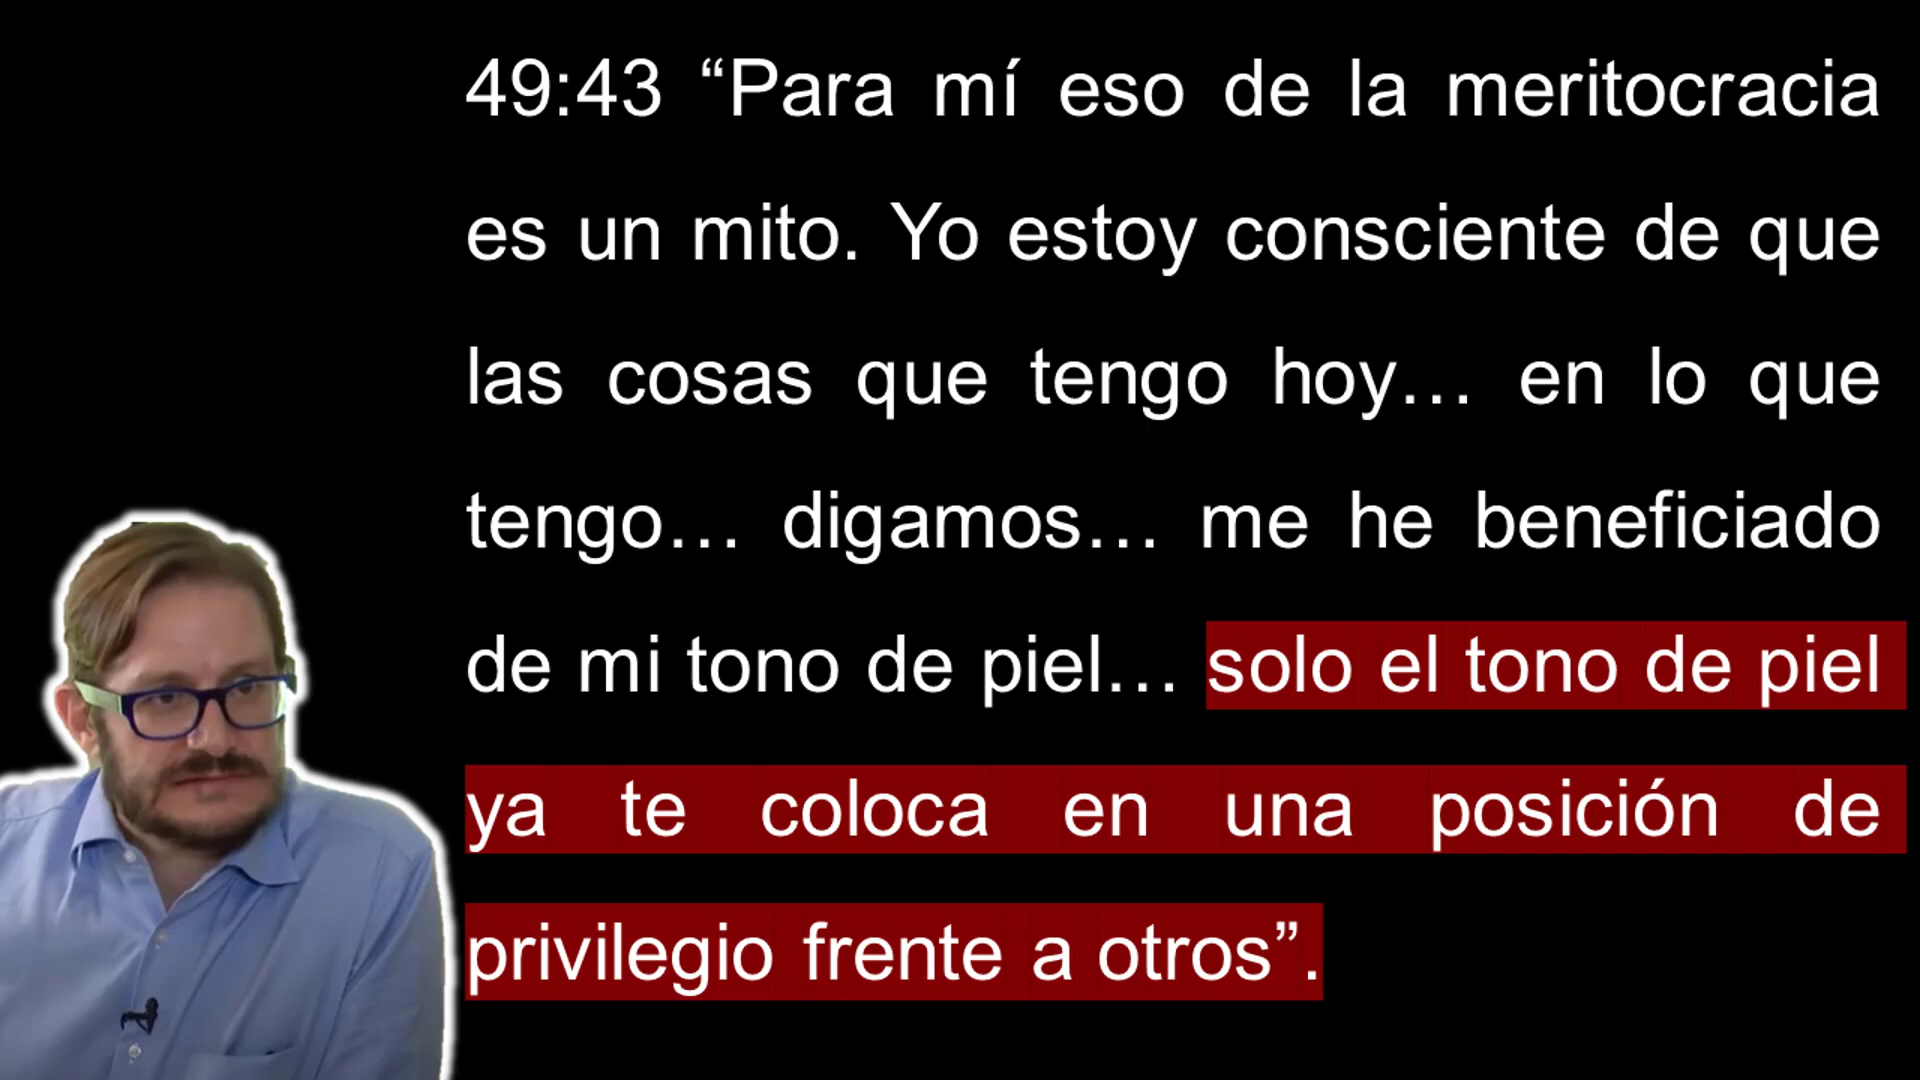 49:43 “Para mí eso de la meritocracia
es un mito. Yo estoy consciente de que
las cosas que tengo hoy… en lo que
tengo… digamos… me he beneficiado
de mi tono de piel… solo el tono de piel
ya te coloca en una posición de
privilegio frente a otros”.